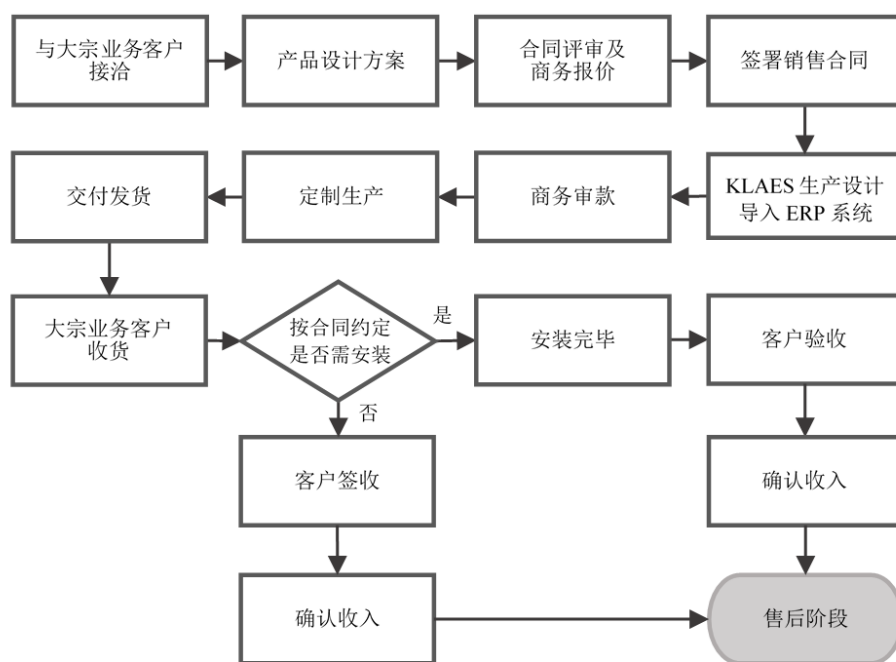 与大宗业务客户
接洽
产品设计方案
合同评审及
商务报价
签署销售合同
交付发货
定制生产
商务审款
KLAES 生产设计
导入 ERP 系统
大宗业务客户
收货
按合同约定
是否需安装
是
安装完毕
客户验收
否
客户签收
确认收入
确认收入
售后阶段